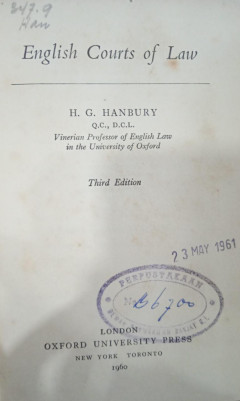 347.9
Han
English Courts of Law
H. G. HANBURY
Q.C., D.C.L.
Vinerian Professor of English Law
in the University of Oxford
Third Edition
23 MAY 1961
PERPUSTAKAAN
No.
LONDON
OXFORD UNIVERSITY PRESS
NEW YORK TORONTO
1960